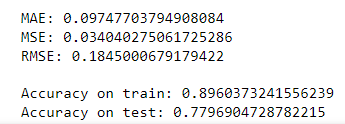 MAE: 0.09747703794908084
MSE: 0.034040275061725286
RMSE: 0.1845000679179422
Accuracy on train: 0.8960373241556239
Accuracy on test: 0.7796904728782215